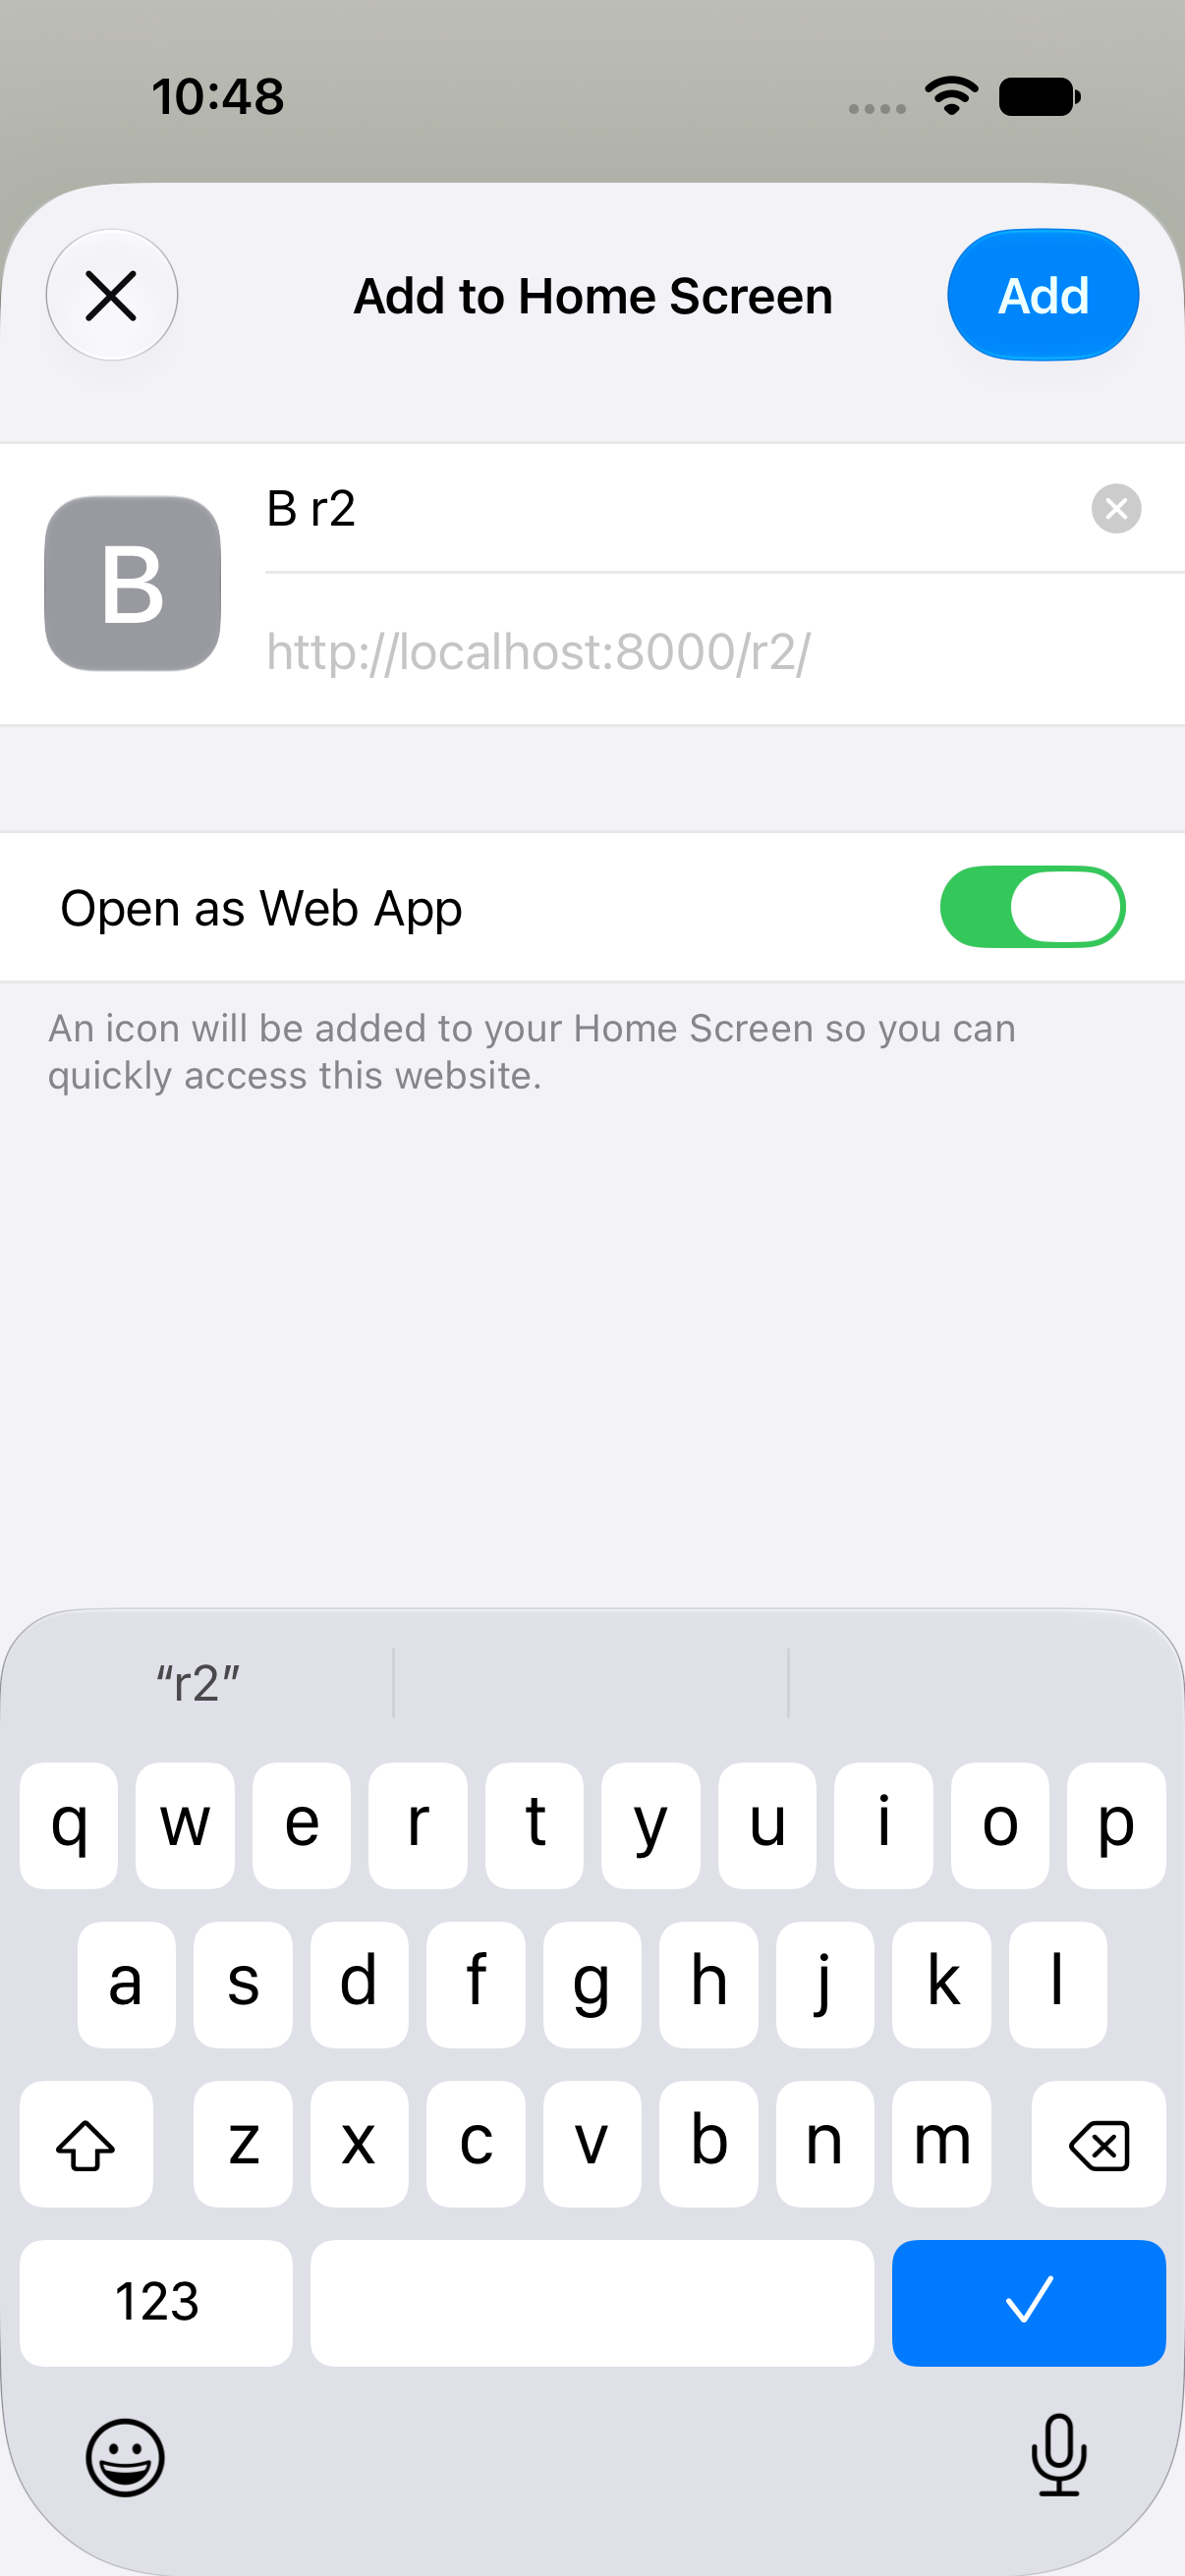 10:48
Add to Home Screen
Add
B
B r2
http://localhost:8000/r2/
Open as Web App
An icon will be added to your Home Screen so you can
quickly access this website.
“r2”
q w e r t y u i o p
a s d f g h j k l
z x c v b n m
123